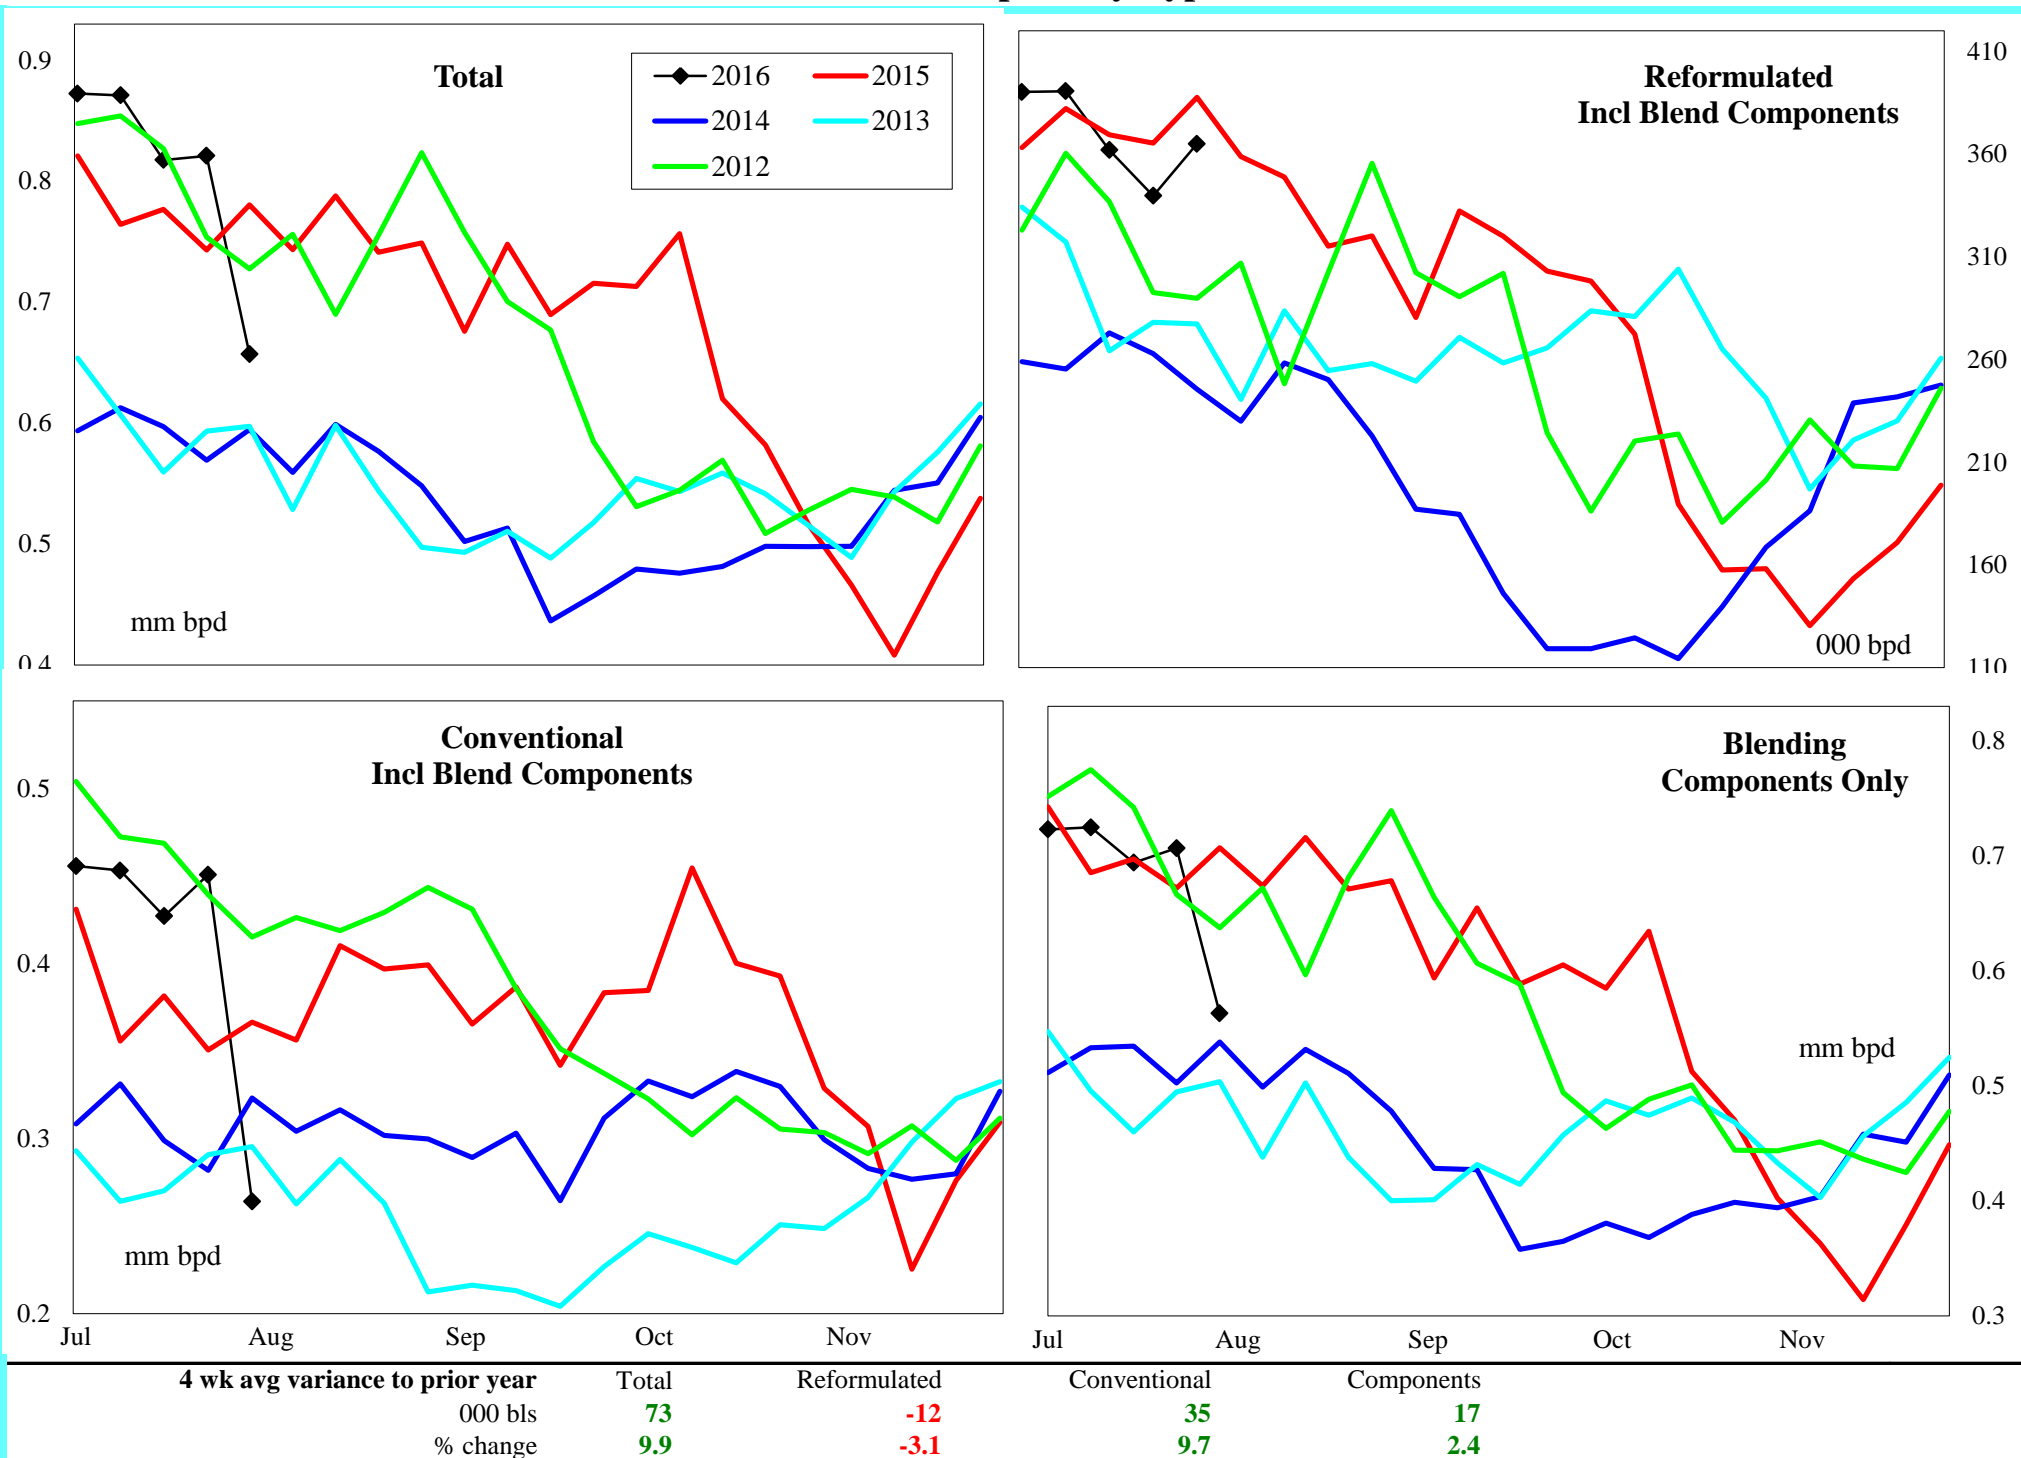 Total
2016
2015
2014
2013
2012
0.9
0.8
0.7
0.6
0.5
0.4
mm bpd
Reformulated
Incl Blend Components
410
360
310
260
210
160
110
000 bpd
Conventional
Incl Blend Components
0.5
0.4
0.3
0.2
mm bpd
Jul Aug Sep Oct Nov
Blending
Components Only
0.8
0.7
0.6
0.5
0.4
0.3
mm bpd
Jul Aug Sep Oct Nov
4 wk avg variance to prior year Total Reformulated Conventional Components
000 bls 73 -12 35 17
% change 9.9 -3.1 9.7 2.4